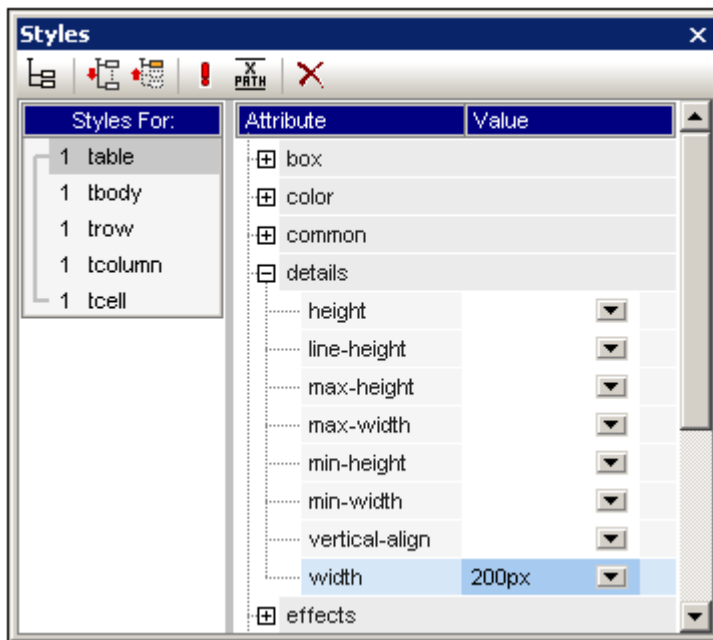 Styles
X
PATH
Styles For:
1 table
1 tbody
1 trow
1 tcolumn
1 tcell
Attribute Value
box
color
common
details
height
line-height
max-height
max-width
min-height
min-width
vertical-align
width 200px
effects